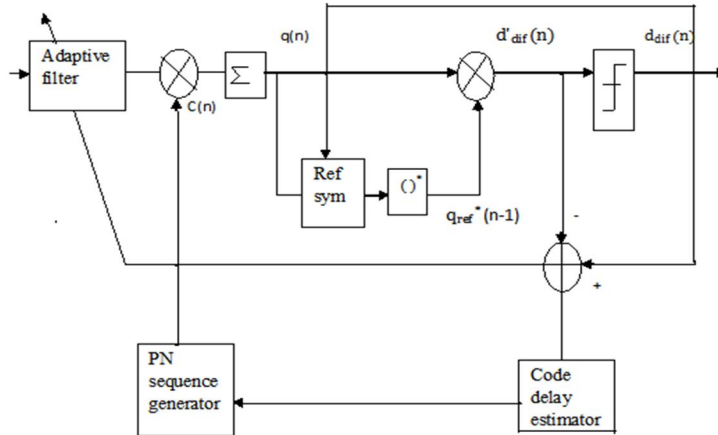 Adaptive
filter
C(n)
Σ
q(n)
d'dif(n)
ddif(n)
Ref
sym
()*
qref*(n-1)
-
+
PN
sequence
generator
Code
delay
estimator